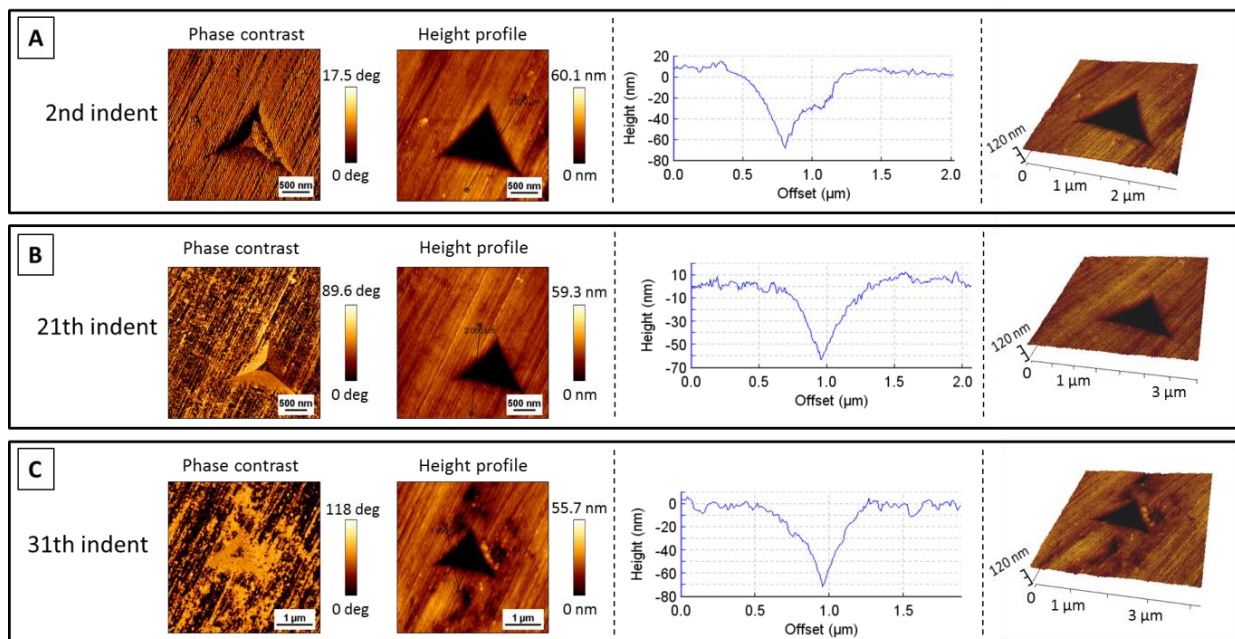 A
2nd indent
Phase contrast
17.5 deg
0 deg
500 nm
Height profile
60.1 nm
0 nm
500 nm
Height (nm)
20
0
-20
-40
-60
-80
0.0 0.5 1.0 1.5 2.0
Offset (µm)
120 nm
0
1 µm
2 µm
B
21th indent
Phase contrast
89.6 deg
0 deg
500 nm
Height profile
59.3 nm
0 nm
500 nm
Height (nm)
10
-10
-30
-50
-70
0.0 0.5 1.0 1.5 2.0
Offset (µm)
120 nm
0
1 µm
3 µm
C
31th indent
Phase contrast
118 deg
0 deg
1 µm
Height profile
55.7 nm
0 nm
1 µm
Height (nm)
0
-20
-40
-60
-80
0.0 0.5 1.0 1.5
Offset (µm)
120 nm
0
1 µm
3 µm